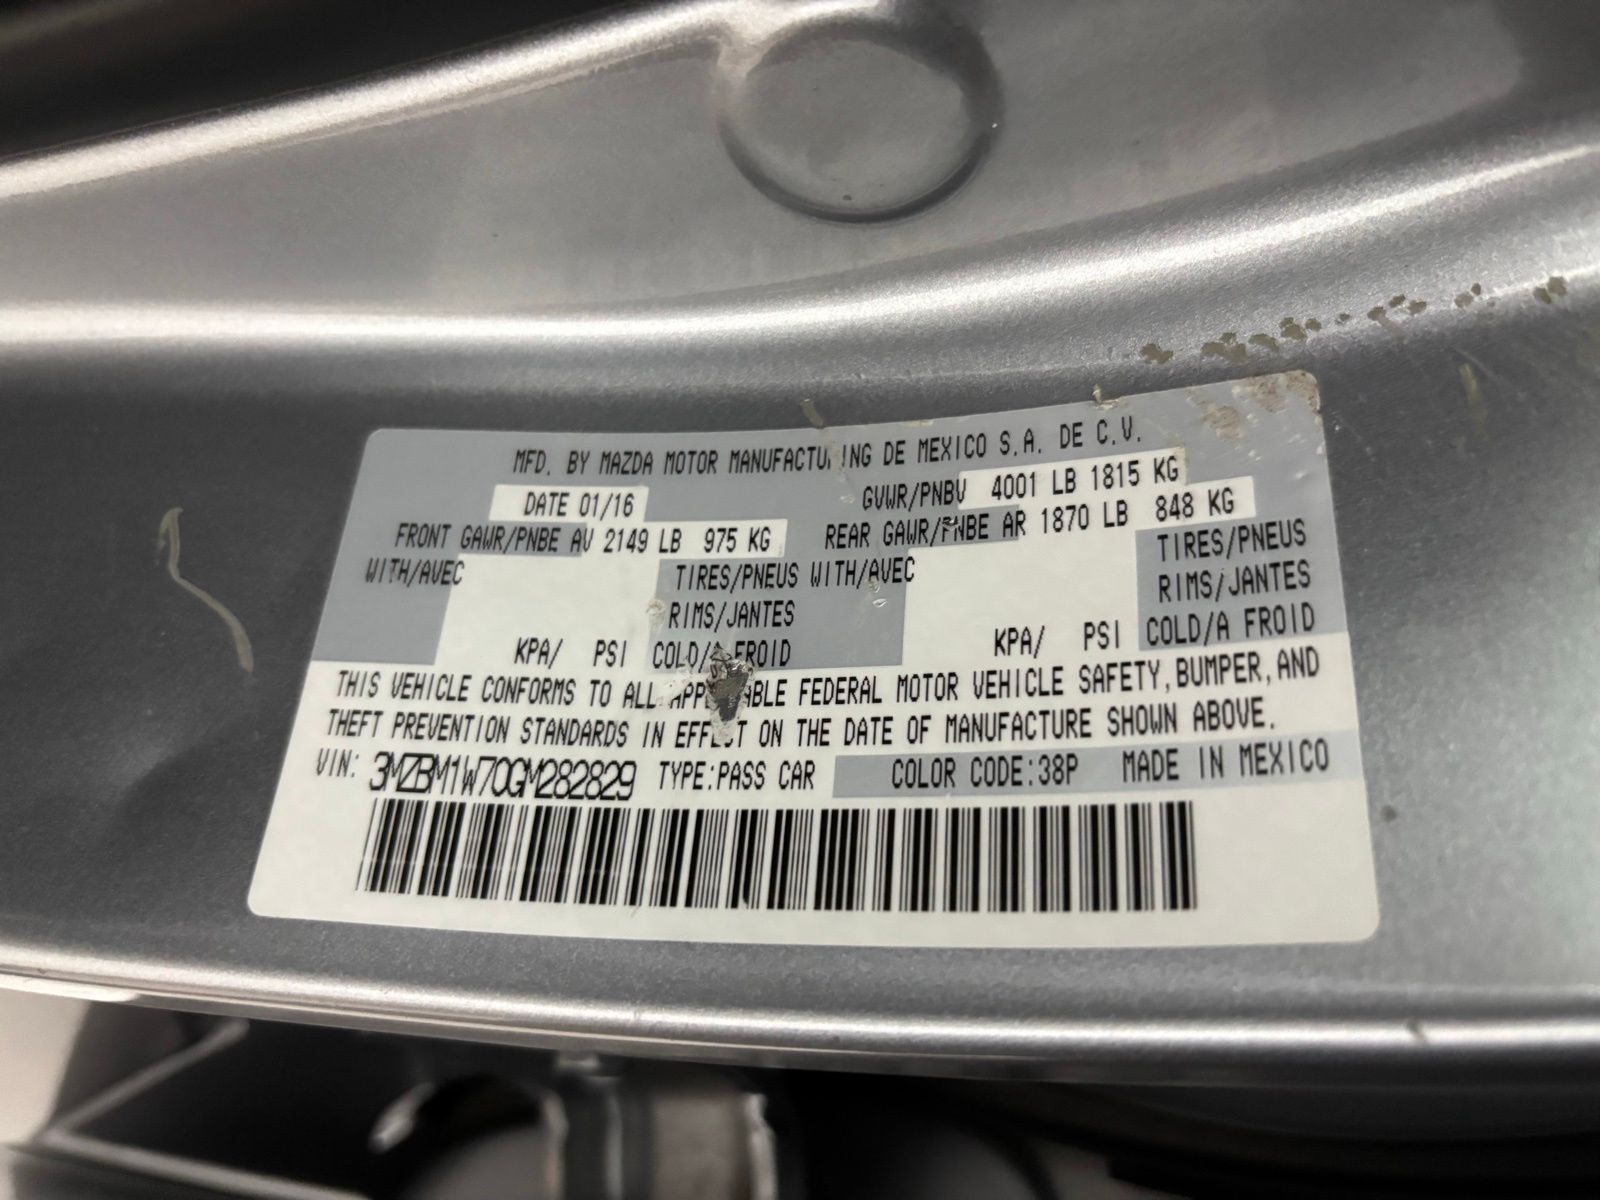 MFD. BY MAZDA MOTOR MANUFACTURING DE MEXICO S.A. DE C.V.
DATE 01/16 GVWR/PNBV 4001 LB 1815 KG
FRONT GAWR/PNBE AV 2149 LB 975 KG REAR GAWR/PNBE AR 1870 LB 848 KG
WITH/AVEC TIRES/PNEUS WITH/AVEC TIRES/PNEUS
RIMS/JANTES RIMS/JANTES
KPA/ PSI COLD/A FROID KPA/ PSI COLD/A FROID
THIS VEHICLE CONFORMS TO ALL APPLICABLE FEDERAL MOTOR VEHICLE SAFETY, BUMPER, AND
THEFT PREVENTION STANDARDS IN EFFECT ON THE DATE OF MANUFACTURE SHOWN ABOVE.
VIN: 3MZBM1W70GM282829 TYPE:PASS CAR COLOR CODE:38P MADE IN MEXICO